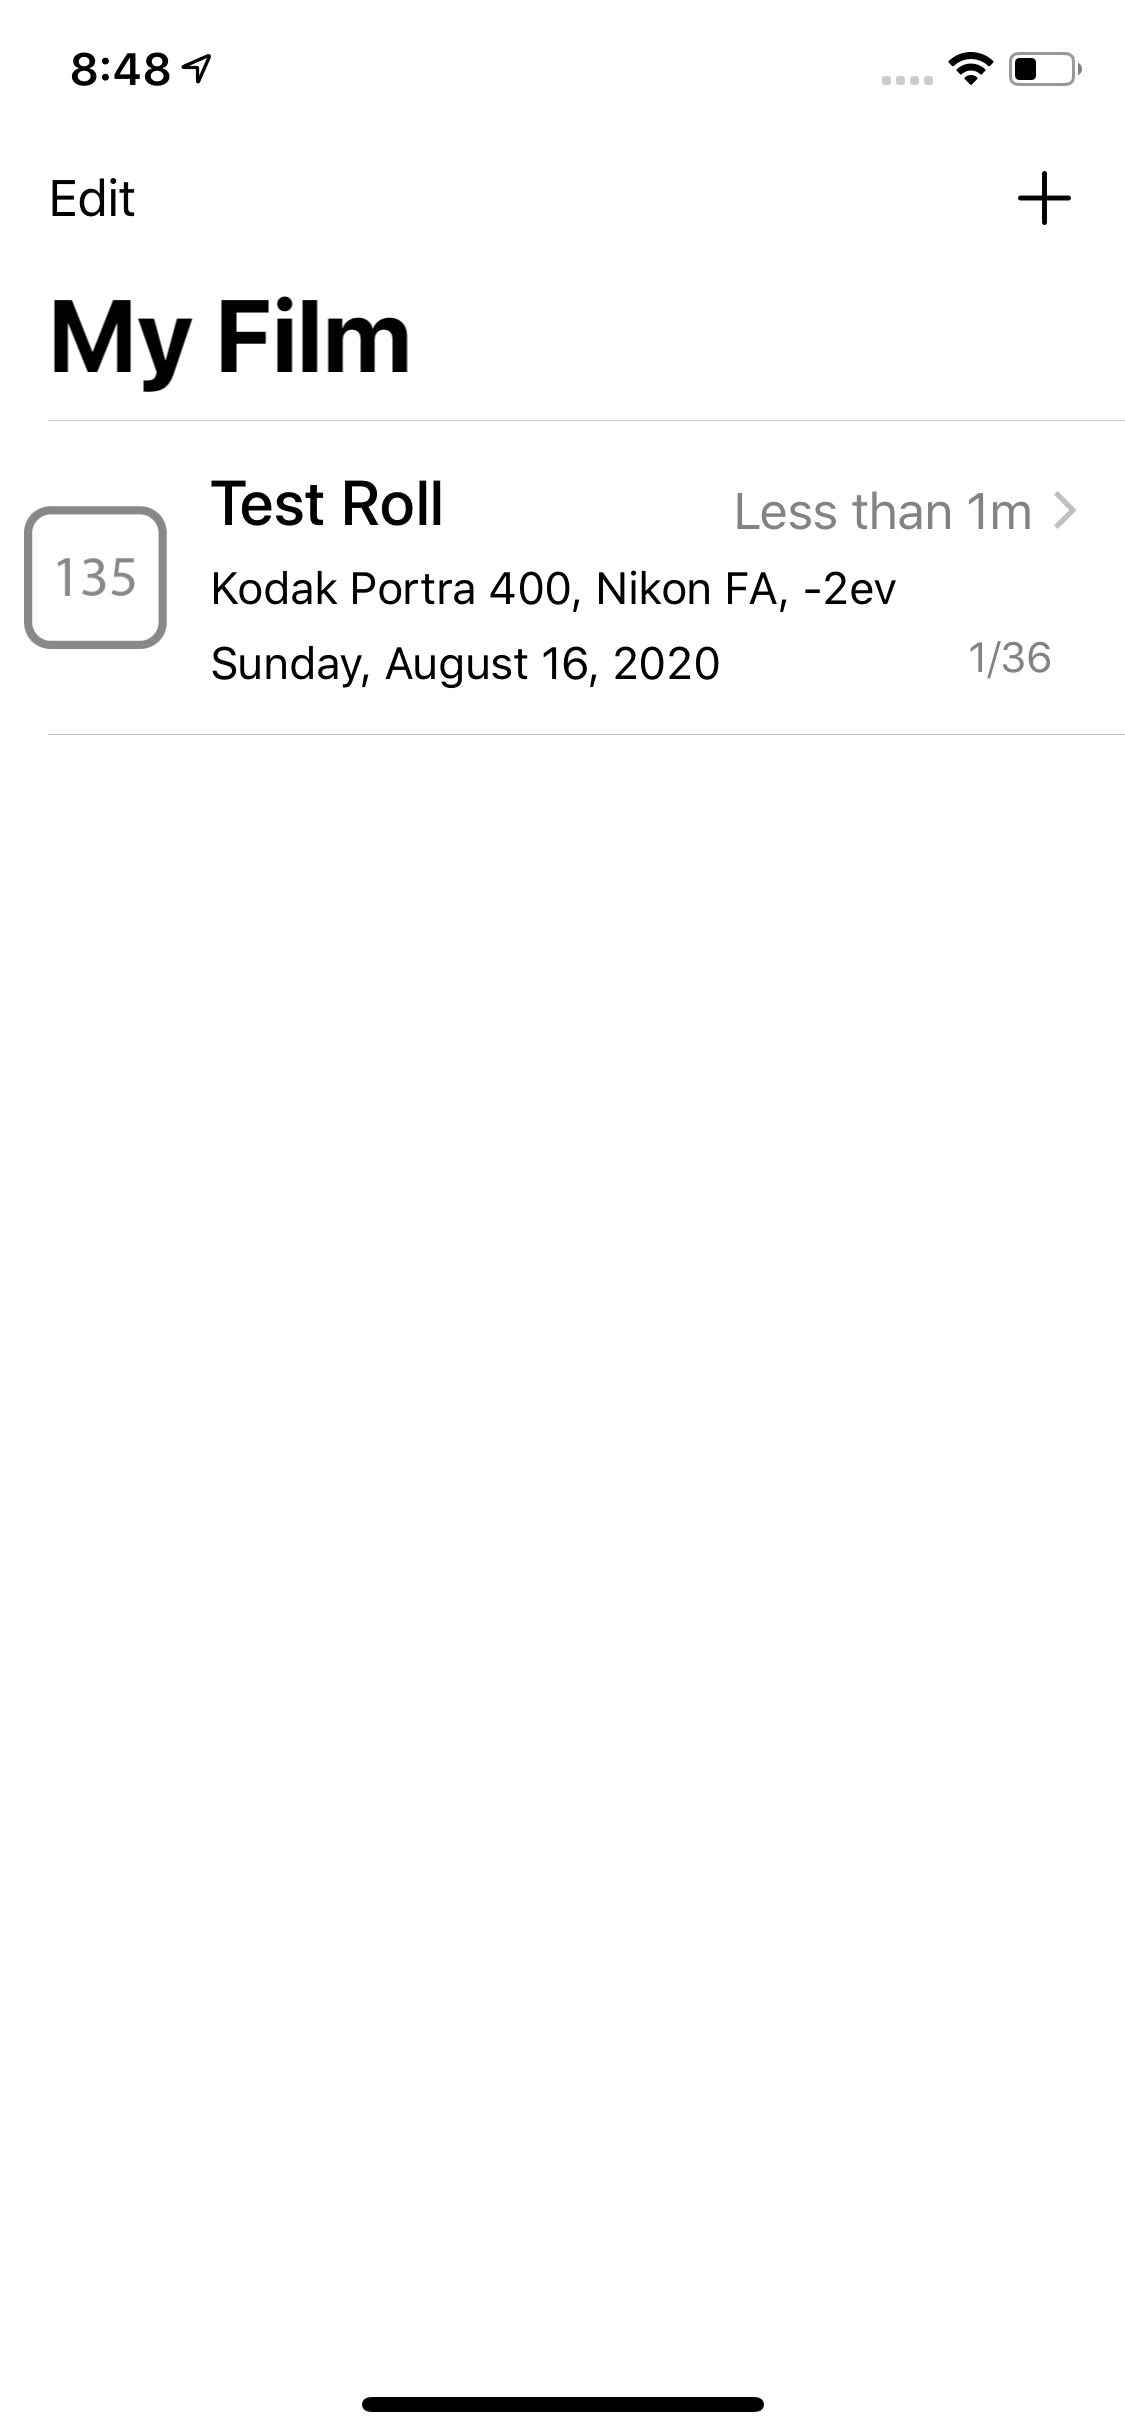 8:48
Edit
My Film
Test Roll
Less than 1m
135
Kodak Portra 400, Nikon FA, -2ev
Sunday, August 16, 2020
1/36